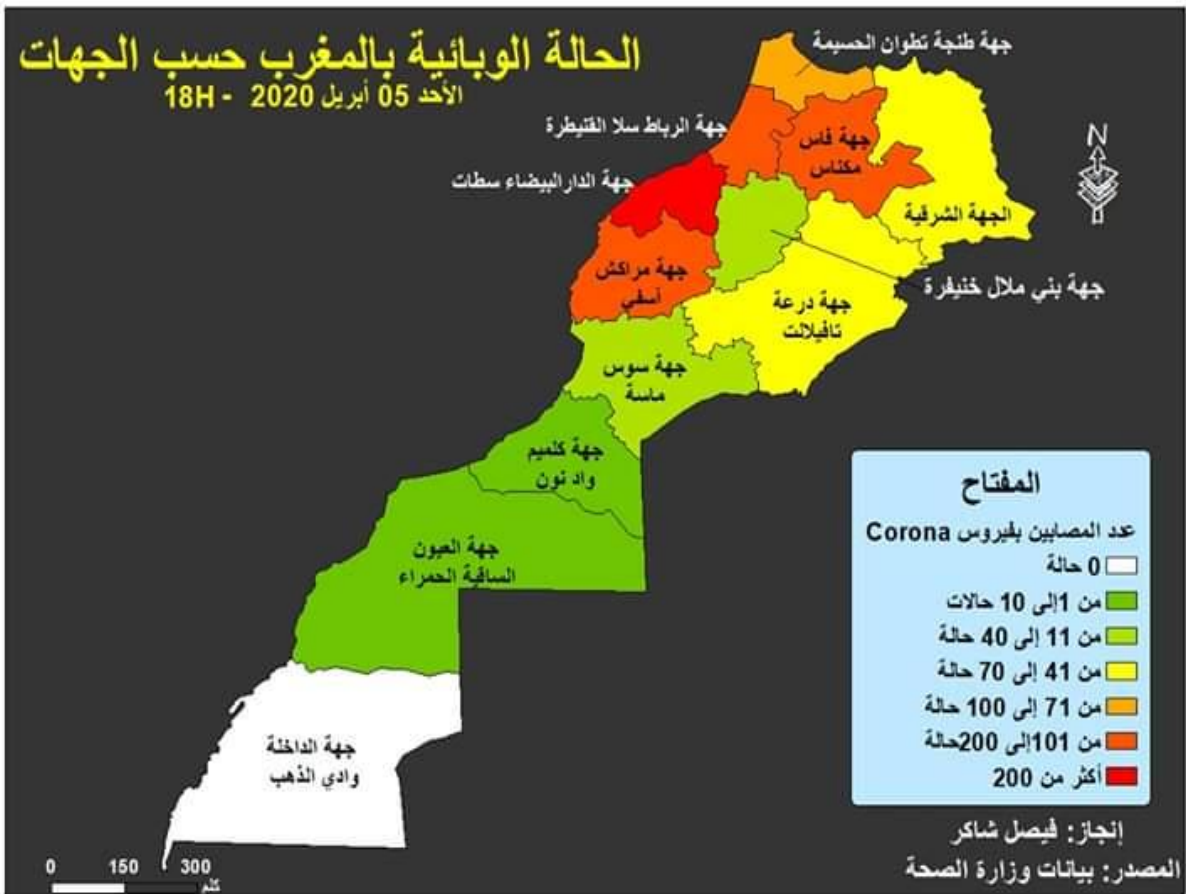 الحالة الوبائية بالمغرب حسب الجهات
الأحد 05 أبريل 2020 - 18H
جهة طنجة تطوان الحسيمة
جهة الرباط سلا القنيطرة
جهة فاس
مكناس
جهة الدارالبيضاء سطات
الجهة الشرقية
جهة بني ملال خنيفرة
جهة مراكش
أسفي
جهة درعة
تافيلالت
جهة سوس
ماسة
جهة كلميم
واد نون
جهة العيون
الساقية الحمراء
جهة الداخلة
وادي الذهب
N
المفتاح
عدد المصابين بفيروس Corona
0 حالة
من 1إلى 10 حالات
من 11 إلى 40 حالة
من 41 إلى 70 حالة
من 71 إلى 100 حالة
من 101إلى 200حالة
أكثر من 200
إنجاز: فيصل شاكر
المصدر: بيانات وزارة الصحة
0 150 300
كلم